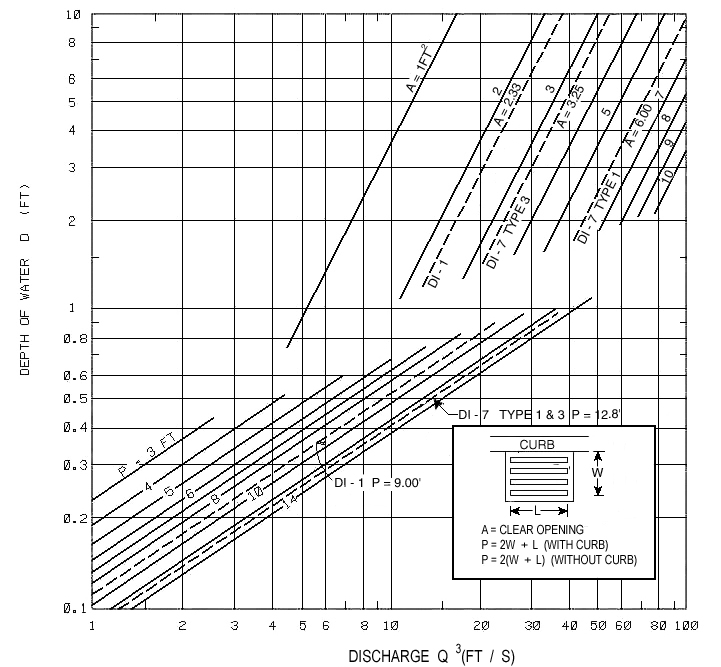 DEPTH OF WATER D (FT)
10
8
6
5
4
3
2
1
0.8
0.6
0.5
0.4
0.3
0.2
0.1
A = 1FT²
2
A = 2.33
3
A = 3.25
5
A = 6.00
7
8
9
10
DI - 1
DI - 7 TYPE 3
DI - 7 TYPE 1
P = 3 FT
4
5
6
8
10
14
DI - 7 TYPE 1 & 3 P = 12.8'
DI - 1 P = 9.00'
CURB
W
L
A = CLEAR OPENING
P = 2W + L (WITH CURB)
P = 2(W + L) (WITHOUT CURB)
1 2 3 4 5 6 8 10 20 30 40 50 60 80 100
DISCHARGE Q ³(FT / S)